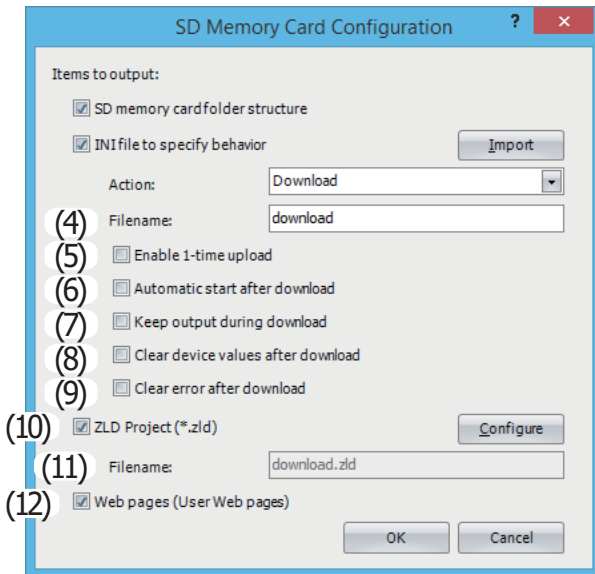 SD Memory Card Configuration ? ×
Items to output:
SD memory card folder structure
INI file to specify behavior Import
Action: Download
(4) Filename: download
(5) Enable 1-time upload
(6) Automatic start after download
(7) Keep output during download
(8) Clear device values after download
(9) Clear error after download
(10) ZLD Project (*.zld) Configure
(11) Filename: download.zld
(12) Web pages (User Web pages)
OK Cancel